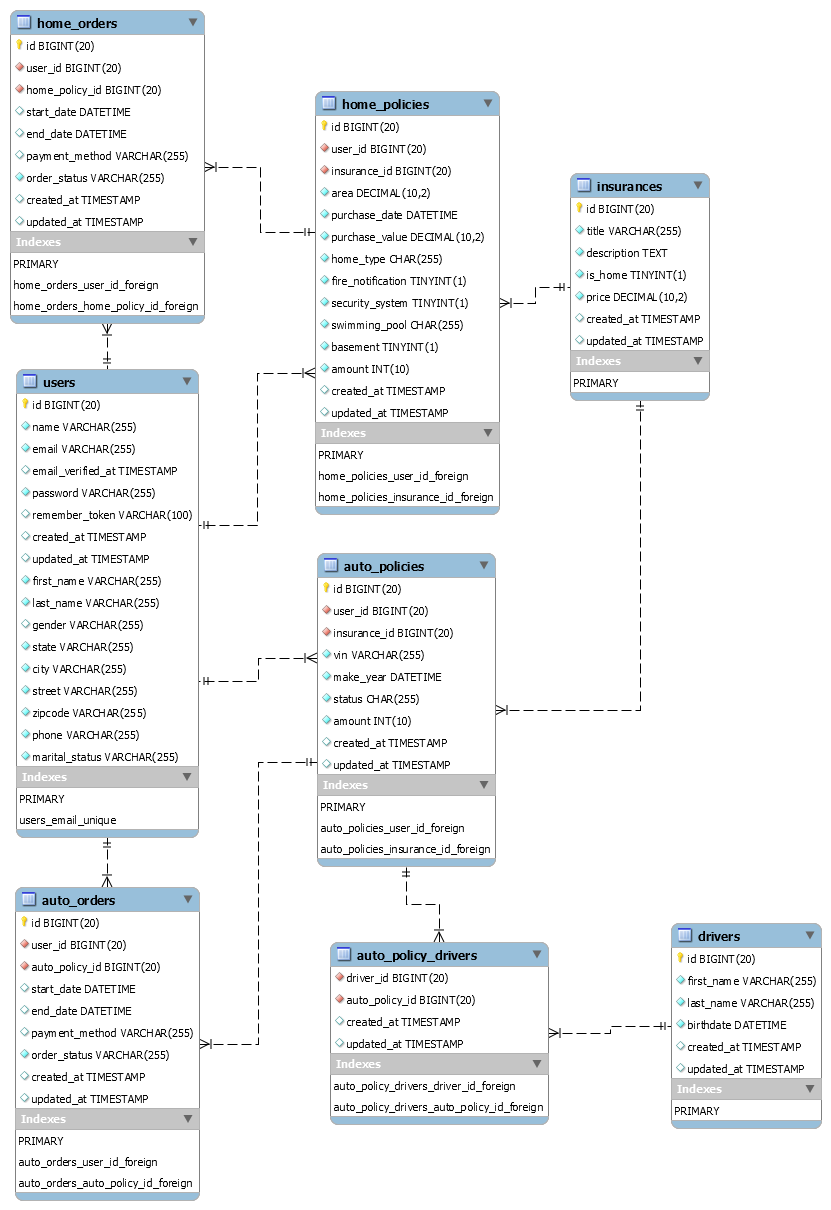 home_orders
id BIGINT(20)
user_id BIGINT(20)
home_policy_id BIGINT(20)
start_date DATETIME
end_date DATETIME
payment_method VARCHAR(255)
order_status VARCHAR(255)
created_at TIMESTAMP
updated_at TIMESTAMP
Indexes
PRIMARY
home_orders_user_id_foreign
home_orders_home_policy_id_foreign
home_policies
id BIGINT(20)
user_id BIGINT(20)
insurance_id BIGINT(20)
area DECIMAL(10,2)
purchase_date DATETIME
purchase_value DECIMAL(10,2)
home_type CHAR(255)
fire_notification TINYINT(1)
security_system TINYINT(1)
swimming_pool CHAR(255)
basement TINYINT(1)
amount INT(10)
created_at TIMESTAMP
updated_at TIMESTAMP
Indexes
PRIMARY
home_policies_user_id_foreign
home_policies_insurance_id_foreign
insurances
id BIGINT(20)
title VARCHAR(255)
description TEXT
is_home TINYINT(1)
price DECIMAL(10,2)
created_at TIMESTAMP
updated_at TIMESTAMP
Indexes
PRIMARY
users
id BIGINT(20)
name VARCHAR(255)
email VARCHAR(255)
email_verified_at TIMESTAMP
password VARCHAR(255)
remember_token VARCHAR(100)
created_at TIMESTAMP
updated_at TIMESTAMP
first_name VARCHAR(255)
last_name VARCHAR(255)
gender VARCHAR(255)
state VARCHAR(255)
city VARCHAR(255)
street VARCHAR(255)
zipcode VARCHAR(255)
phone VARCHAR(255)
marital_status VARCHAR(255)
Indexes
PRIMARY
users_email_unique
auto_policies
id BIGINT(20)
user_id BIGINT(20)
insurance_id BIGINT(20)
vin VARCHAR(255)
make_year DATETIME
status CHAR(255)
amount INT(10)
created_at TIMESTAMP
updated_at TIMESTAMP
Indexes
PRIMARY
auto_policies_user_id_foreign
auto_policies_insurance_id_foreign
auto_orders
id BIGINT(20)
user_id BIGINT(20)
auto_policy_id BIGINT(20)
start_date DATETIME
end_date DATETIME
payment_method VARCHAR(255)
order_status VARCHAR(255)
created_at TIMESTAMP
updated_at TIMESTAMP
Indexes
PRIMARY
auto_orders_user_id_foreign
auto_orders_auto_policy_id_foreign
auto_policy_drivers
driver_id BIGINT(20)
auto_policy_id BIGINT(20)
created_at TIMESTAMP
updated_at TIMESTAMP
Indexes
auto_policy_drivers_driver_id_foreign
auto_policy_drivers_auto_policy_id_foreign
drivers
id BIGINT(20)
first_name VARCHAR(255)
last_name VARCHAR(255)
birthdate DATETIME
created_at TIMESTAMP
updated_at TIMESTAMP
Indexes
PRIMARY